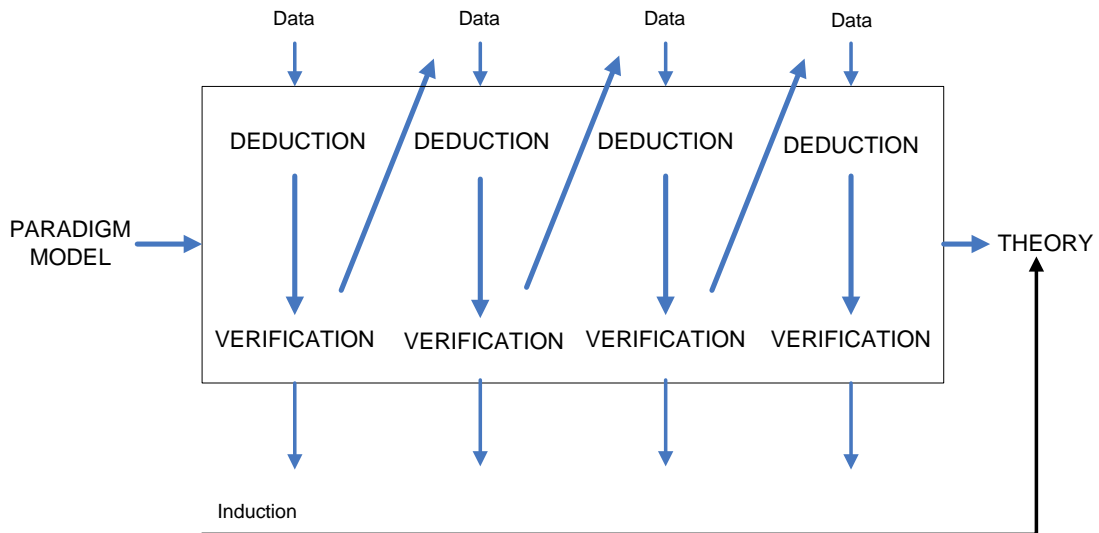 Data
Data
Data
Data
DEDUCTION
DEDUCTION
DEDUCTION
DEDUCTION
PARADIGM
MODEL
THEORY
VERIFICATION
VERIFICATION
VERIFICATION
VERIFICATION
Induction